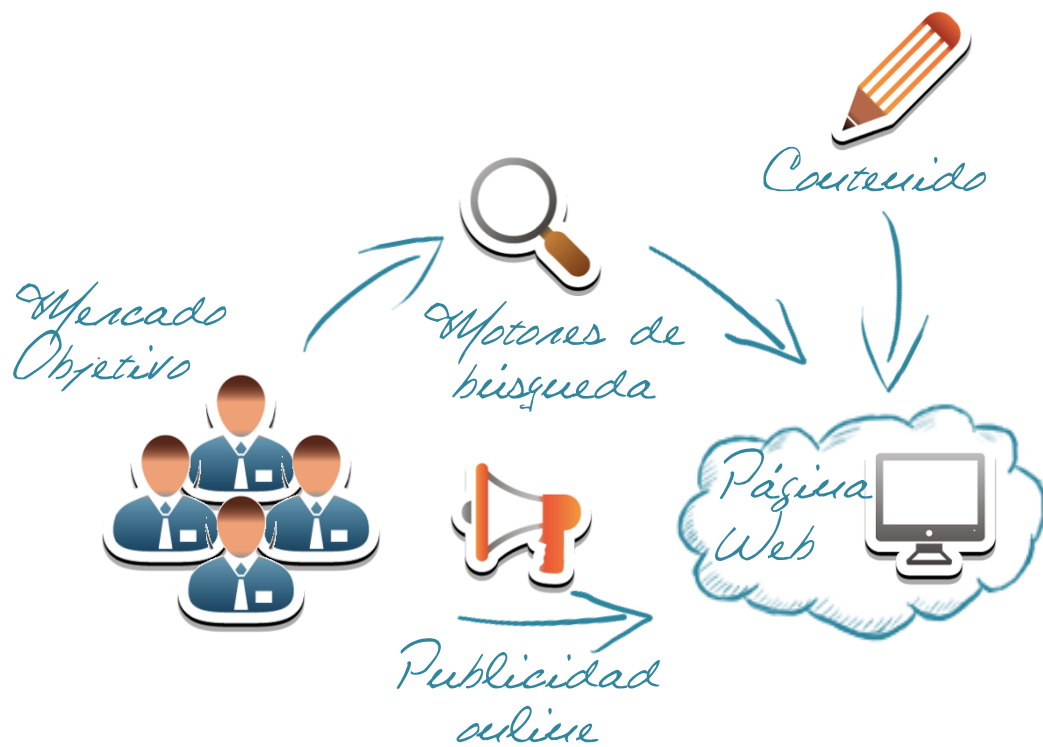 Contenido
Mercado
Objetivo
Motores de
búsqueda
Página
Web
Publicidad
online